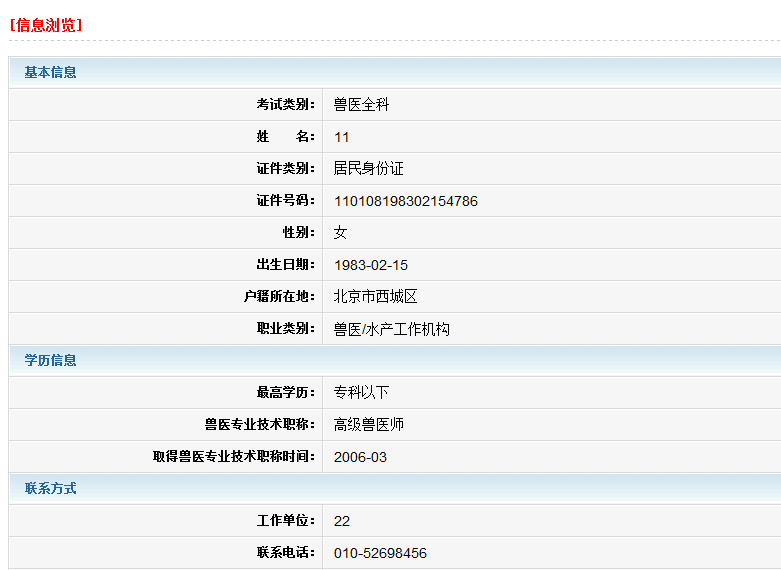 [信息浏览]
基本信息
考试类别： 兽医全科
姓　　名： 11
证件类别： 居民身份证
证件号码： 110108198302154786
性别： 女
出生日期： 1983-02-15
户籍所在地： 北京市西城区
职业类别： 兽医/水产工作机构
学历信息
最高学历： 专科以下
兽医专业技术职称： 高级兽医师
取得兽医专业技术职称时间： 2006-03
联系方式
工作单位： 22
联系电话： 010-52698456